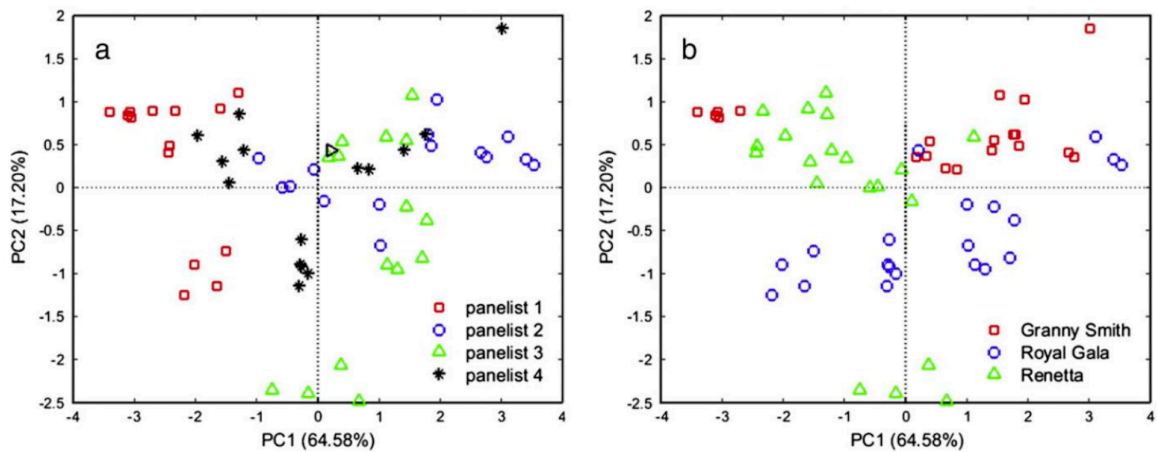 a
2
1.5
1
0.5
0
-0.5
-1
-1.5
-2
-2.5
PC2 (17.20%)
-4 -3 -2 -1 0 1 2 3 4
PC1 (64.58%)
panelist 1
panelist 2
panelist 3
panelist 4
b
2
1.5
1
0.5
0
-0.5
-1
-1.5
-2
-2.5
PC2 (17.20%)
-4 -3 -2 -1 0 1 2 3 4
PC1 (64.58%)
Granny Smith
Royal Gala
Renetta